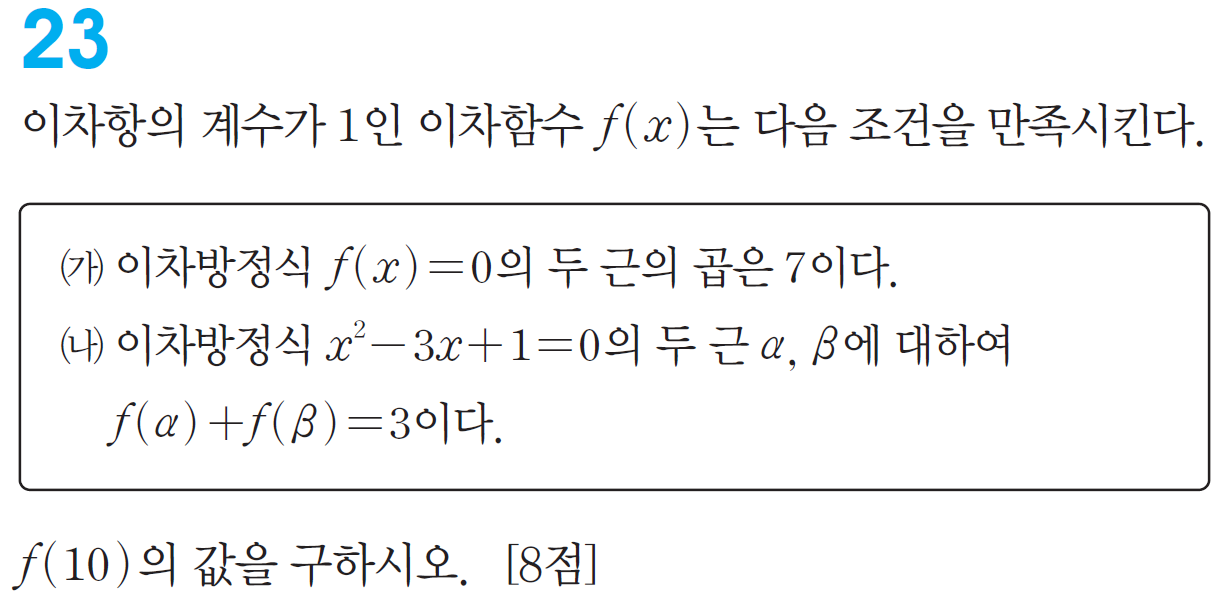 23
이차항의 계수가 1인 이차함수 f(x)는 다음 조건을 만족시킨다.
㈎ 이차방정식 f(x)=0의 두 근의 곱은 7이다.
㈏ 이차방정식 x²-3x+1=0의 두 근 α, β에 대하여
f(α)+f(β)=3이다.
f(10)의 값을 구하시오. [8점]